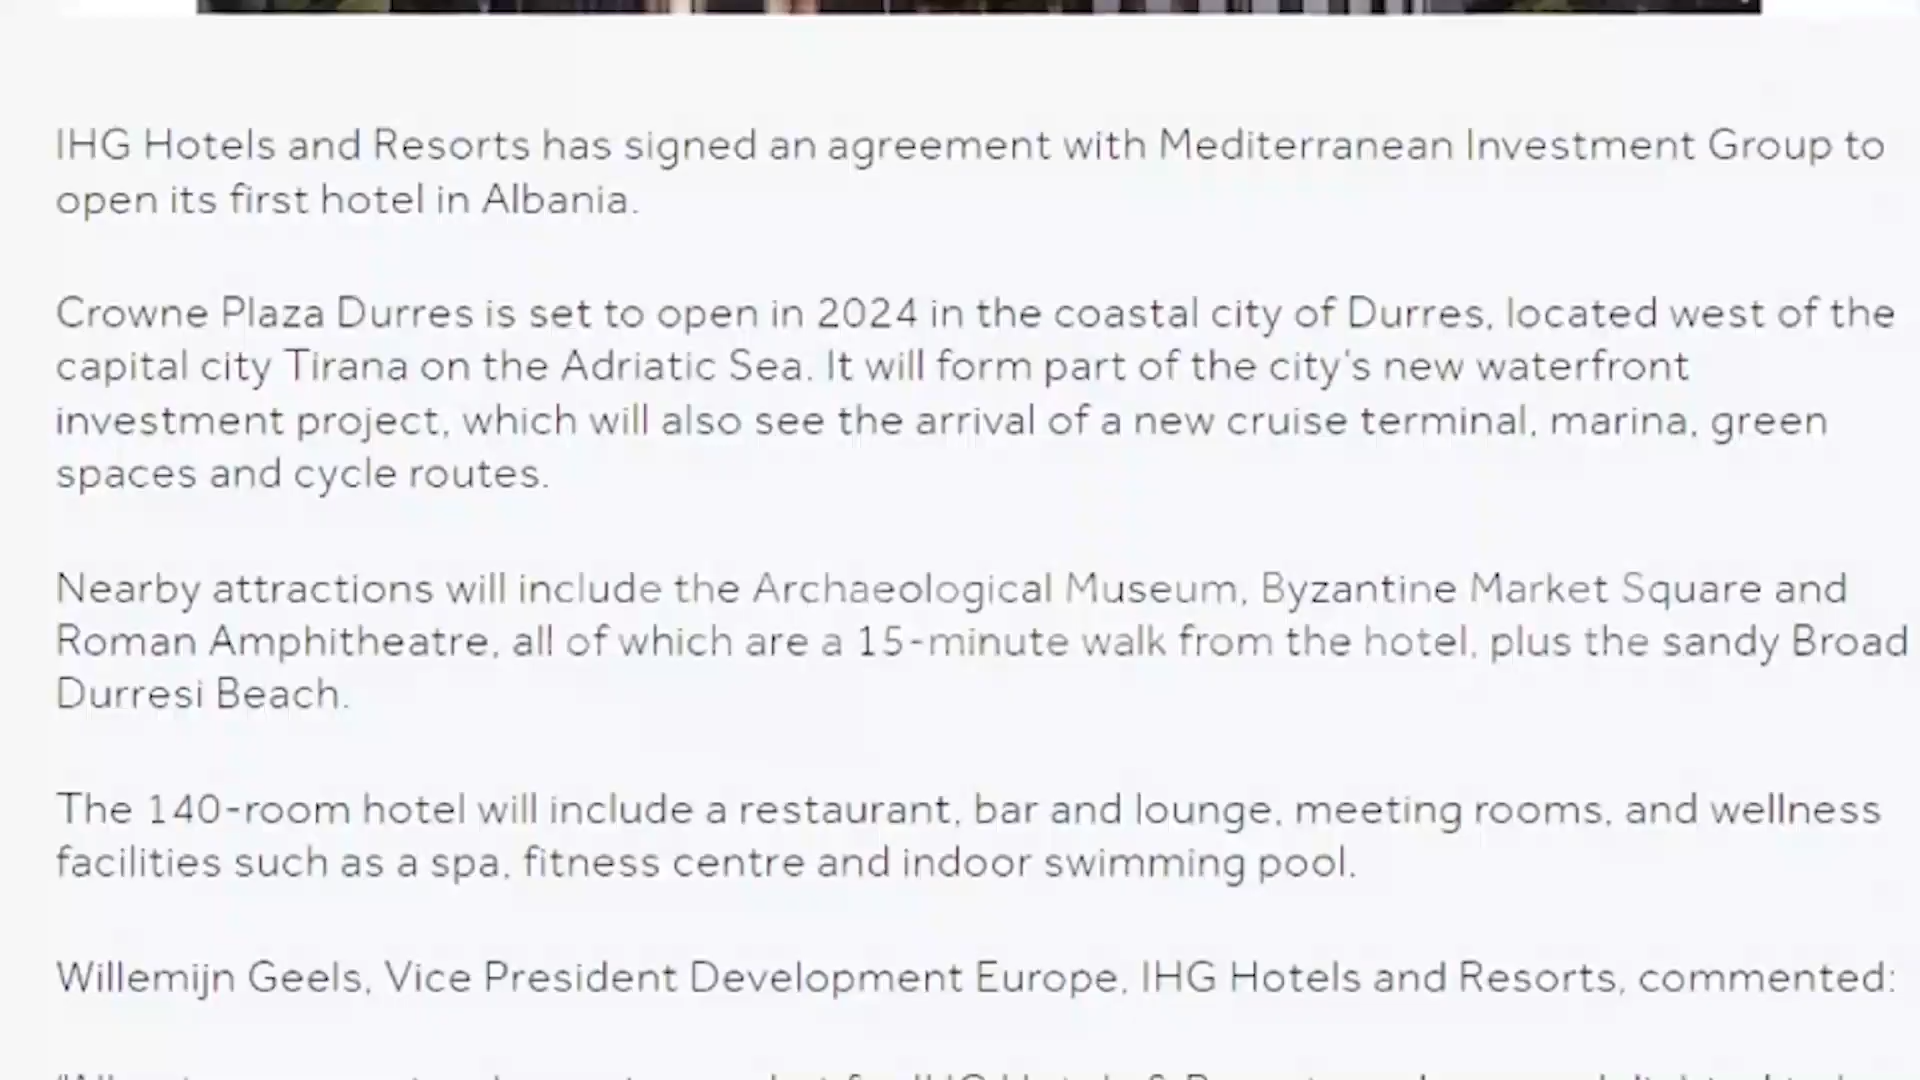 IHG Hotels and Resorts has signed an agreement with Mediterranean Investment Group to
open its first hotel in Albania.
Crowne Plaza Durres is set to open in 2024 in the coastal city of Durres, located west of the
capital city Tirana on the Adriatic Sea. It will form part of the city's new waterfront
investment project, which will also see the arrival of a new cruise terminal, marina, green
spaces and cycle routes.
Nearby attractions will include the Archaeological Museum, Byzantine Market Square and
Roman Amphitheatre, all of which are a 15-minute walk from the hotel, plus the sandy Broad
Durresi Beach.
The 140-room hotel will include a restaurant, bar and lounge, meeting rooms, and wellness
facilities such as a spa, fitness centre and indoor swimming pool.
Willemijn Geels, Vice President Development Europe, IHG Hotels and Resorts, commented: